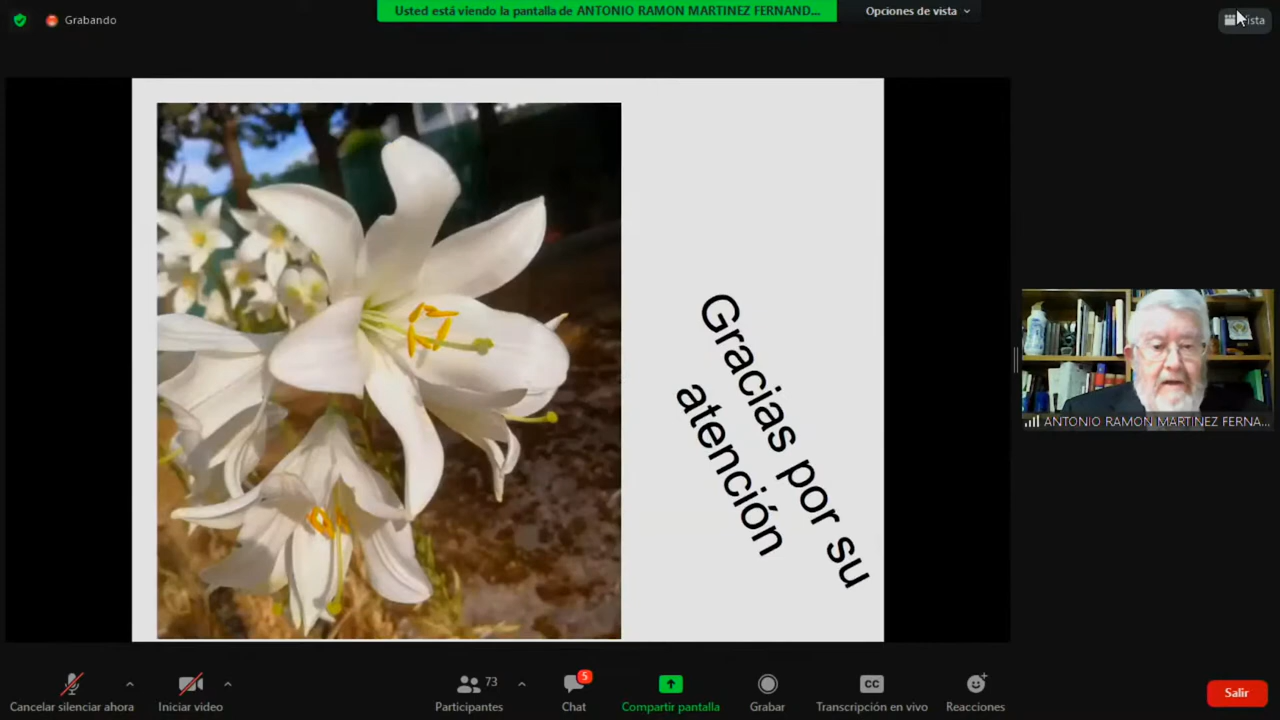 Usted está viendo la pantalla de ANTONIO RAMON MARTINEZ FERNAND...
Opciones de vista
Grabando
Gracias por su
atención
ANTONIO RAMON MARTINEZ FERNA...
73
5
Cancelar silenciar ahora
Iniciar video
Participantes
Chat
Compartir pantalla
Grabar
CC
Transcripción en vivo
Reacciones
Salir